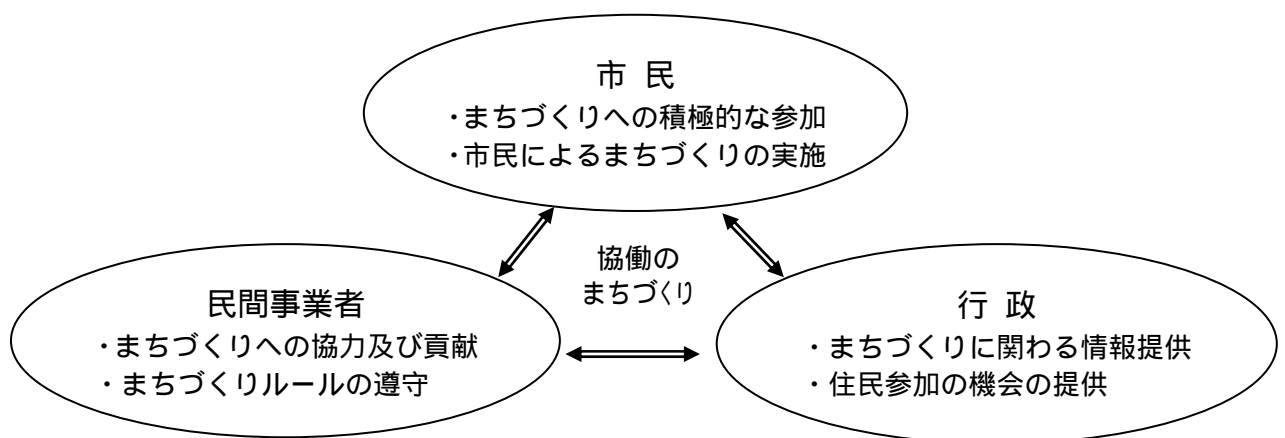 市 民
・まちづくりへの積極的な参加
・市民によるまちづくりの実施
協働の
まちづくり
民間事業者
・まちづくりへの協力及び貢献
・まちづくりルールの遵守
行 政
・まちづくりに関わる情報提供
・住民参加の機会の提供